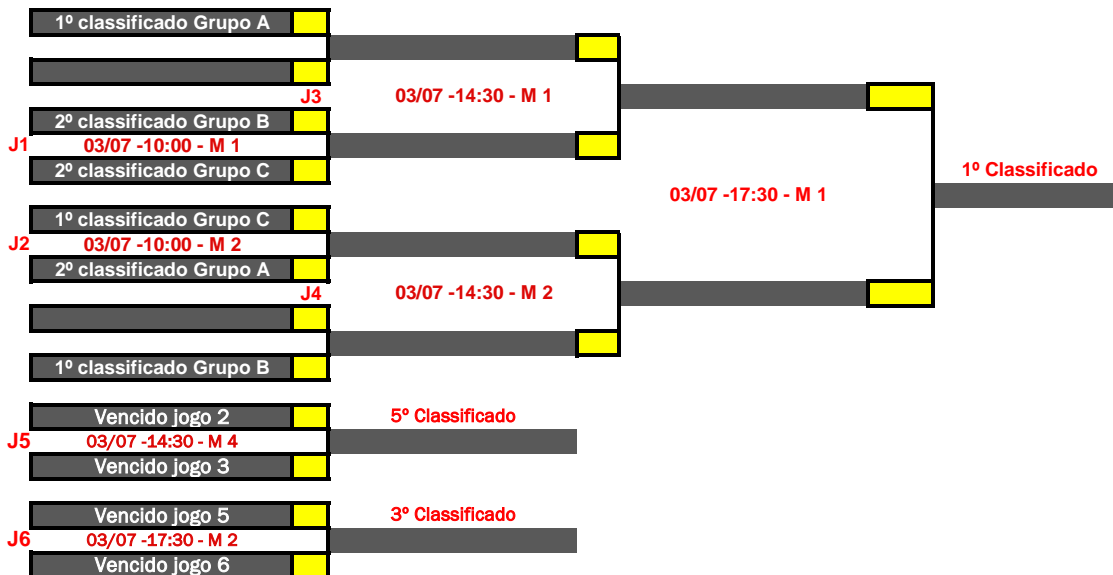 1º classificado Grupo A
J3
03/07 -14:30 - M 1
2º classificado Grupo B
J1
03/07 -10:00 - M 1
2º classificado Grupo C
1º Classificado
03/07 -17:30 - M 1
1º classificado Grupo C
J2
03/07 -10:00 - M 2
2º classificado Grupo A
J4
03/07 -14:30 - M 2
1º classificado Grupo B
Vencido jogo 2
5º Classificado
J5
03/07 -14:30 - M 4
Vencido jogo 3
Vencido jogo 5
3º Classificado
J6
03/07 -17:30 - M 2
Vencido jogo 6